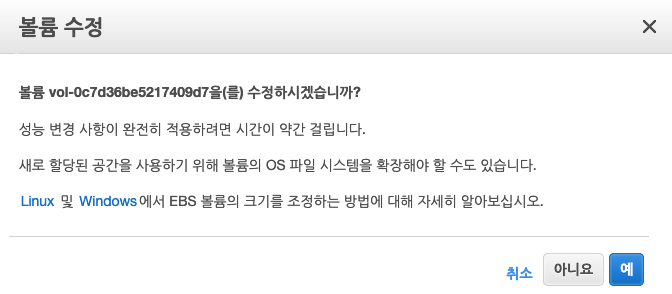 볼륨 수정
볼륨 vol-0c7d36be5217409d7을(를) 수정하시겠습니까?
성능 변경 사항이 완전히 적용하려면 시간이 약간 걸립니다.
새로 할당된 공간을 사용하기 위해 볼륨의 OS 파일 시스템을 확장해야 할 수도 있습니다.
Linux 및 Windows에서 EBS 볼륨의 크기를 조정하는 방법에 대해 자세히 알아보십시오.
취소 아니요 예